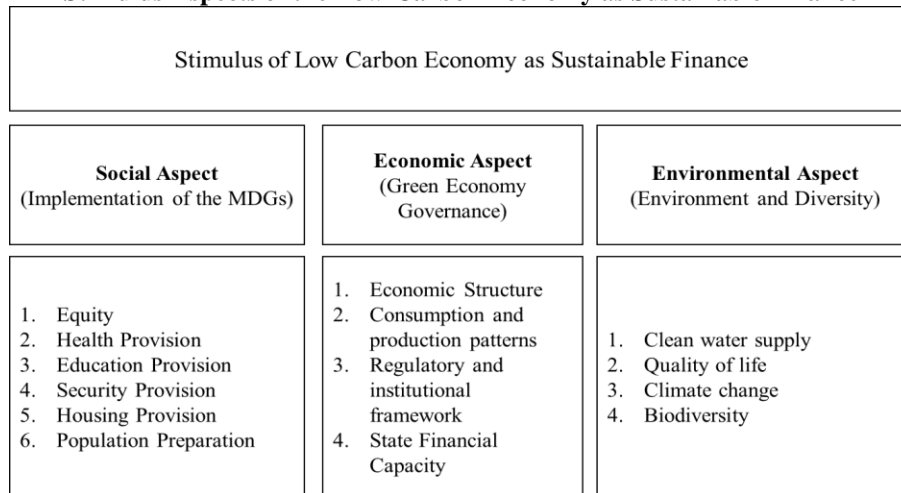 Stimulus of Low Carbon Economy as Sustainable Finance
Social Aspect
(Implementation of the MDGs)
Economic Aspect
(Green Economy
Governance)
Environmental Aspect
(Environment and Diversity)
1. Equity
2. Health Provision
3. Education Provision
4. Security Provision
5. Housing Provision
6. Population Preparation
1. Economic Structure
2. Consumption and
production patterns
3. Regulatory and
institutional
framework
4. State Financial
Capacity
1. Clean water supply
2. Quality of life
3. Climate change
4. Biodiversity